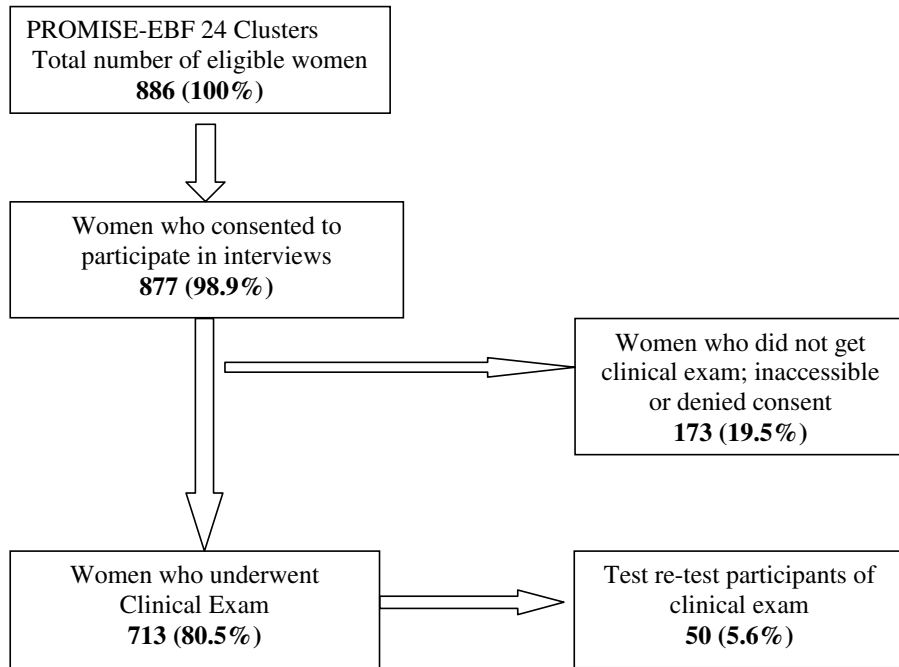 PROMISE-EBF 24 Clusters
Total number of eligible women
886 (100%)
Women who consented to
participate in interviews
877 (98.9%)
Women who did not get
clinical exam; inaccessible
or denied consent
173 (19.5%)
Women who underwent
Clinical Exam
713 (80.5%)
Test re-test participants of
clinical exam
50 (5.6%)